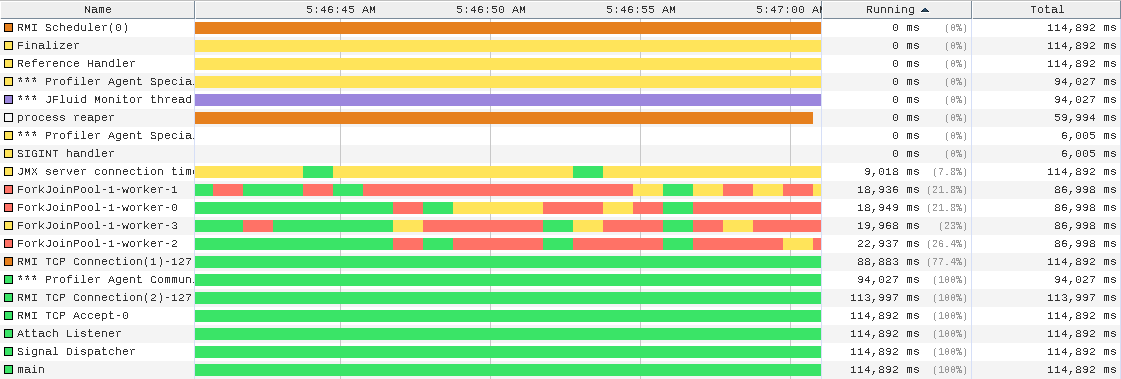 Name 5:46:45 AM 5:46:50 AM 5:46:55 AM 5:47:00 Running Total
RMI Scheduler(0) 0 ms (0%) 114,892 ms
Finalizer 0 ms (0%) 114,892 ms
Reference Handler 0 ms (0%) 114,892 ms
*** Profiler Agent Specia 0 ms (0%) 94,027 ms
*** JFluid Monitor thread 0 ms (0%) 94,027 ms
process reaper 0 ms (0%) 59,994 ms
*** Profiler Agent Specia 0 ms (0%) 6,005 ms
SIGINT handler 0 ms (0%) 6,005 ms
JMX server connection tim 9,018 ms (7.8%) 114,892 ms
ForkJoinPool-1-worker-1 18,936 ms (21.8%) 86,998 ms
ForkJoinPool-1-worker-0 18,949 ms (21.8%) 86,998 ms
ForkJoinPool-1-worker-3 19,968 ms (23%) 86,998 ms
ForkJoinPool-1-worker-2 22,937 ms (26.4%) 86,998 ms
RMI TCP Connection(1)-127 88,883 ms (77.4%) 114,892 ms
*** Profiler Agent Commun 94,027 ms (100%) 94,027 ms
RMI TCP Connection(2)-127 113,997 ms (100%) 113,997 ms
RMI TCP Accept-0 114,892 ms (100%) 114,892 ms
Attach Listener 114,892 ms (100%) 114,892 ms
Signal Dispatcher 114,892 ms (100%) 114,892 ms
main 114,892 ms (100%) 114,892 ms